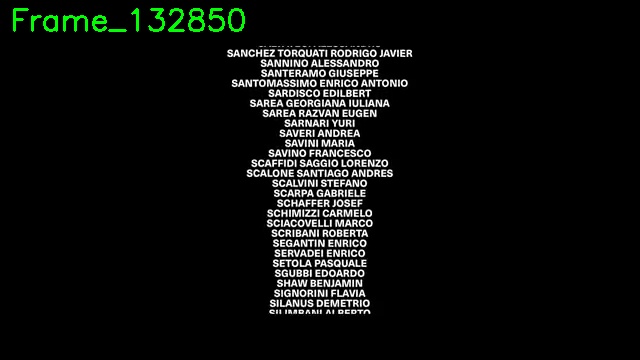 Frame_132850
SANCHEZ TORQUATI RODRIGO JAVIER
SANNINO ALESSANDRO
SANTERAMO GIUSEPPE
SANTOMASSIMO ENRICO ANTONIO
SARDISCO EDILBERT
SAREA GEORGIANA IULIANA
SAREA RAZVAN EUGEN
SARNARI YURI
SAVERI ANDREA
SAVINI MARIA
SAVINO FRANCESCO
SCAFFIDI SAGGIO LORENZO
SCALONE SANTIAGO ANDRES
SCALVINI STEFANO
SCARPA GABRIELE
SCHAFFER JOSEF
SCHIMIZZI CARMELO
SCIACOVELLI MARCO
SCRIBANI ROBERTA
SEGANTIN ENRICO
SERVADEI ENRICO
SETOLA PASQUALE
SGUBBI EDOARDO
SHAW BENJAMIN
SIGNORINI FLAVIA
SILANUS DEMETRIO
SILIMBANI ALBERTO